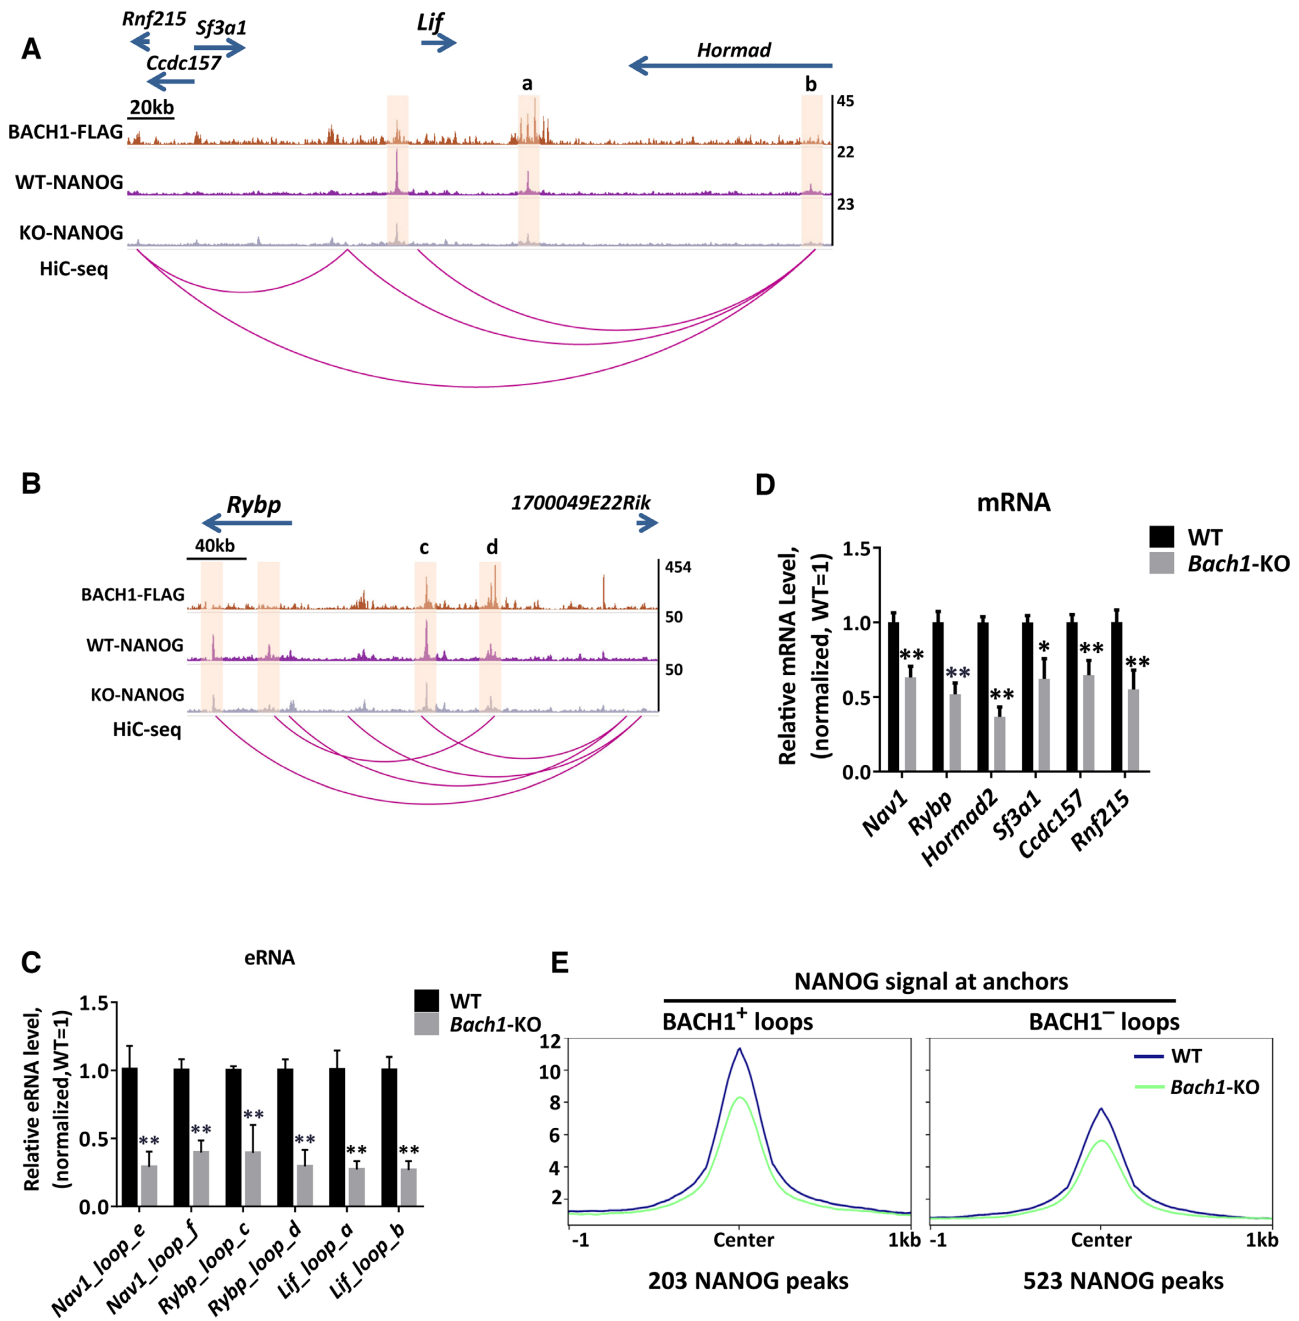 A
Rnf215
Sf3a1
Ccdc157
Lif
Hormad
20kb
a
b
45
BACH1-FLAG
22
WT-NANOG
23
KO-NANOG
HiC-seq
B
Rybp
1700049E22Rik
40kb
c
d
454
BACH1-FLAG
50
WT-NANOG
50
KO-NANOG
HiC-seq
D
mRNA
WT
Bach1-KO
Relative mRNA Level,
(normalized, WT=1)
1.5
1.0
0.5
0.0
**
**
**
*
**
**
Nav1
Rybp
Hormad2
Sf3a1
Ccdc157
Rnf215
C
eRNA
WT
Bach1-KO
Relative eRNA level,
(normalized,WT=1)
1.5
1.0
0.5
0.0
**
**
**
**
**
**
Nav1_loop_e
Nav1_loop_f
Rybp_loop_c
Rybp_loop_d
Lif_loop_a
Lif_loop_b
E
NANOG signal at anchors
BACH1+ loops
BACH1− loops
12
10
8
6
4
2
WT
Bach1-KO
-1 Center 1kb
-1 Center 1kb
203 NANOG peaks
523 NANOG peaks